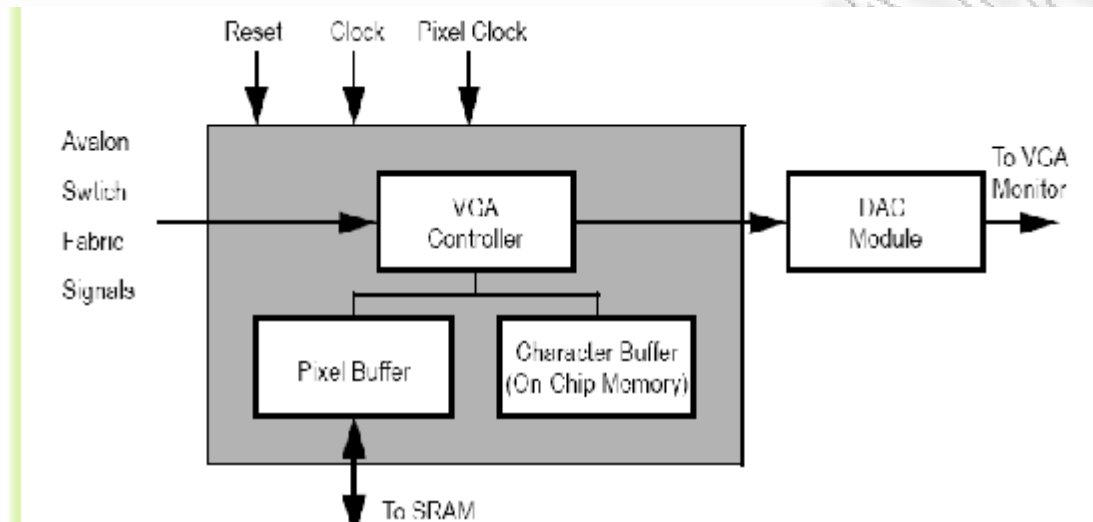 Reset Clock Pixel Clock
Avalon
Swtich
Fabric
Signals
VGA
Controller
DAC
Module
To VGA
Monitor
Pixel Buffer
Character Buffer
(On Chip Memory)
To SRAM